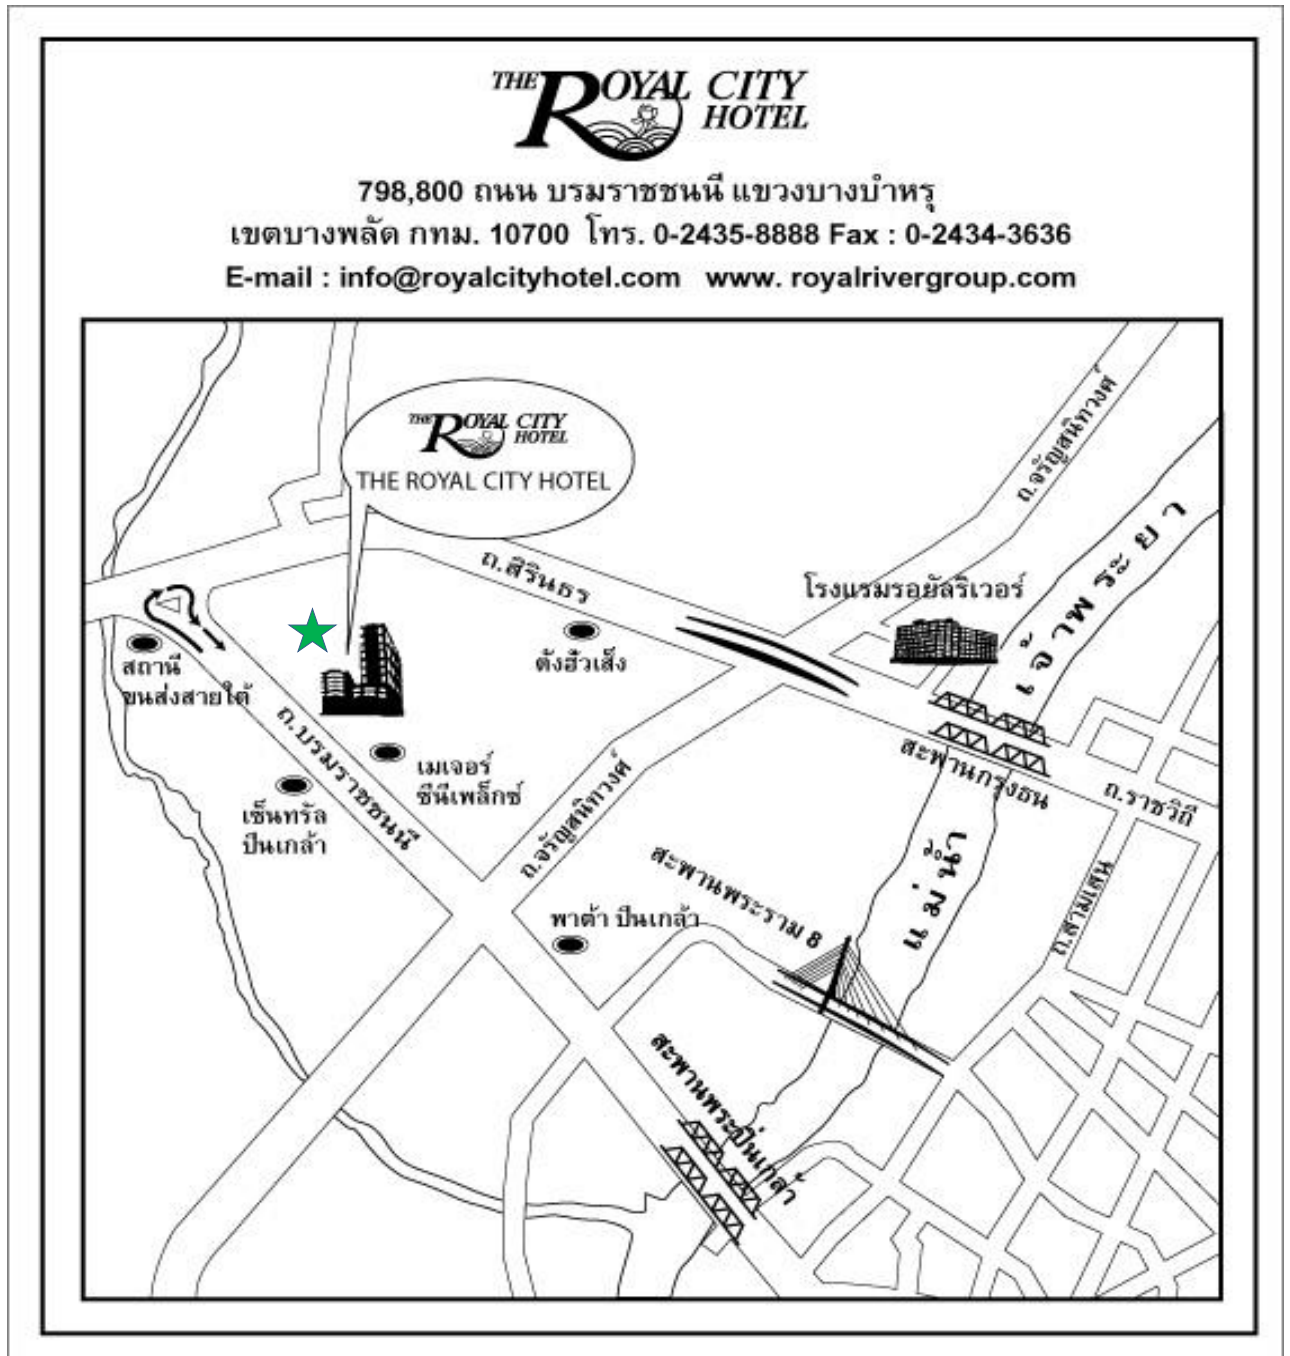 THE ROYAL CITY
HOTEL
798,800 ถนน บรมราชชนนี แขวงบางบำหรุ
เขตบางพลัด กทม. 10700 โทร. 0-2435-8888 Fax : 0-2434-3636
E-mail : info@royalcityhotel.com www. royalrivergroup.com
THE ROYAL CITY
HOTEL
THE ROYAL CITY HOTEL
ถ.จรัญสนิทวงศ์
ถ.สิรินธร
โรงแรมรอยัลริเวอร์
เจ้าพระยา
สถานี
ขนส่งสายใต้
ตังฮั่วเส็ง
ถ.บรมราชชนนี
เมเจอร์
ซีนีเพล็กซ์
สะพานกรุงธน
ถ.ราชวิถี
เซ็นทรัล
ปิ่นเกล้า
ถ.จรัญสนิทวงศ์
แม่น้ำ
สะพานพระราม 8
ถ.สามเสน
พาต้า ปิ่นเกล้า
สะพานพระปิ่นเกล้า